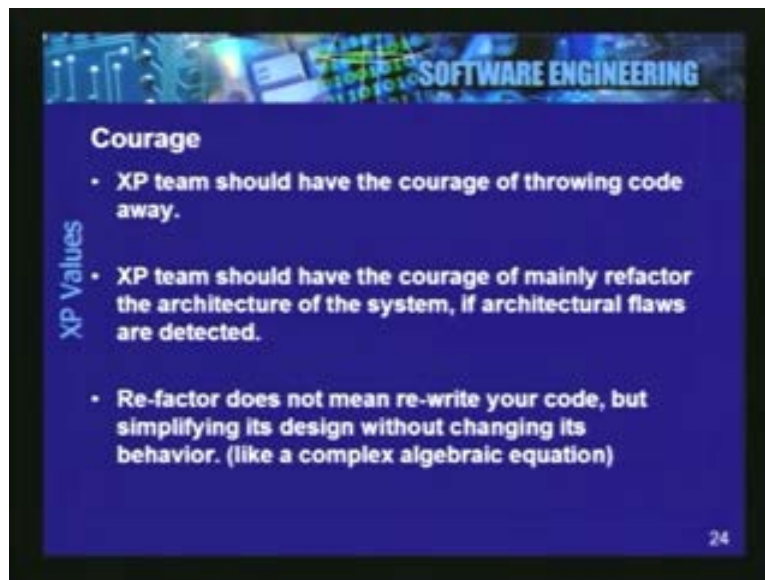 SOFTWARE ENGINEERING
XP Values
Courage
• XP team should have the courage of throwing code
away.
• XP team should have the courage of mainly refactor
the architecture of the system, if architectural flaws
are detected.
• Re-factor does not mean re-write your code, but
simplifying its design without changing its
behavior. (like a complex algebraic equation)
24